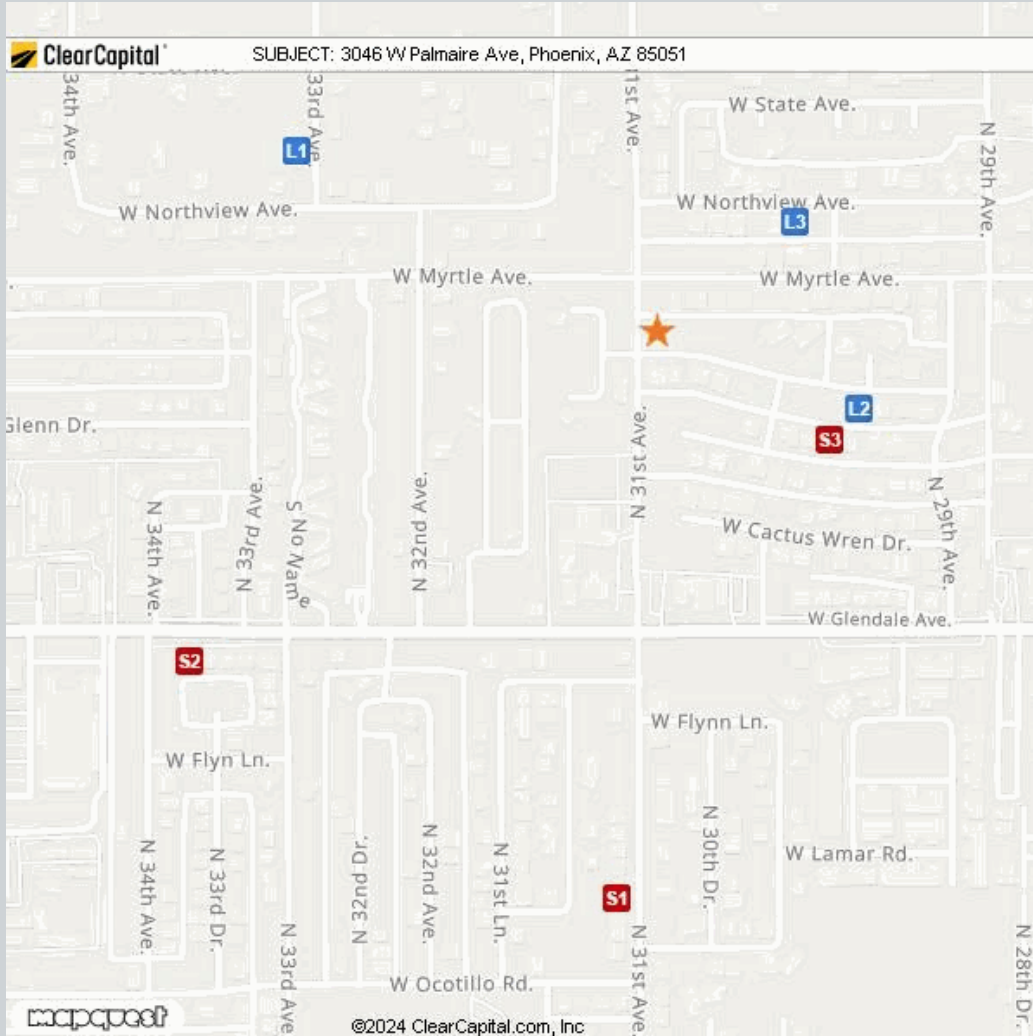 ClearCapital
SUBJECT: 3046 W Palmaire Ave, Phoenix, AZ 85051
34th Ave.
33rd Ave.
1st Ave.
W State Ave.
N 29th Ave.
L1
W Northview Ave.
W Northview Ave.
L3
W Myrtle Ave.
W Myrtle Ave.
L2
Glenn Dr.
S3
N 31st Ave.
N 34th Ave.
N 33rd Ave.
S No Name
N 32nd Ave.
W Cactus Wren Dr.
N 29th Ave.
W Glendale Ave.
S2
W Flynn Ln.
W Flyn Ln.
N 34th Ave.
N 33rd Dr.
N 32nd Dr.
N 32nd Ave.
N 31st Ln.
N 30th Dr.
W Lamar Rd.
S1
N 33rd Ave
N 31st Ave.
N 28th Dr.
W Ocotillo Rd.
mapquest
©2024 ClearCapital.com, Inc